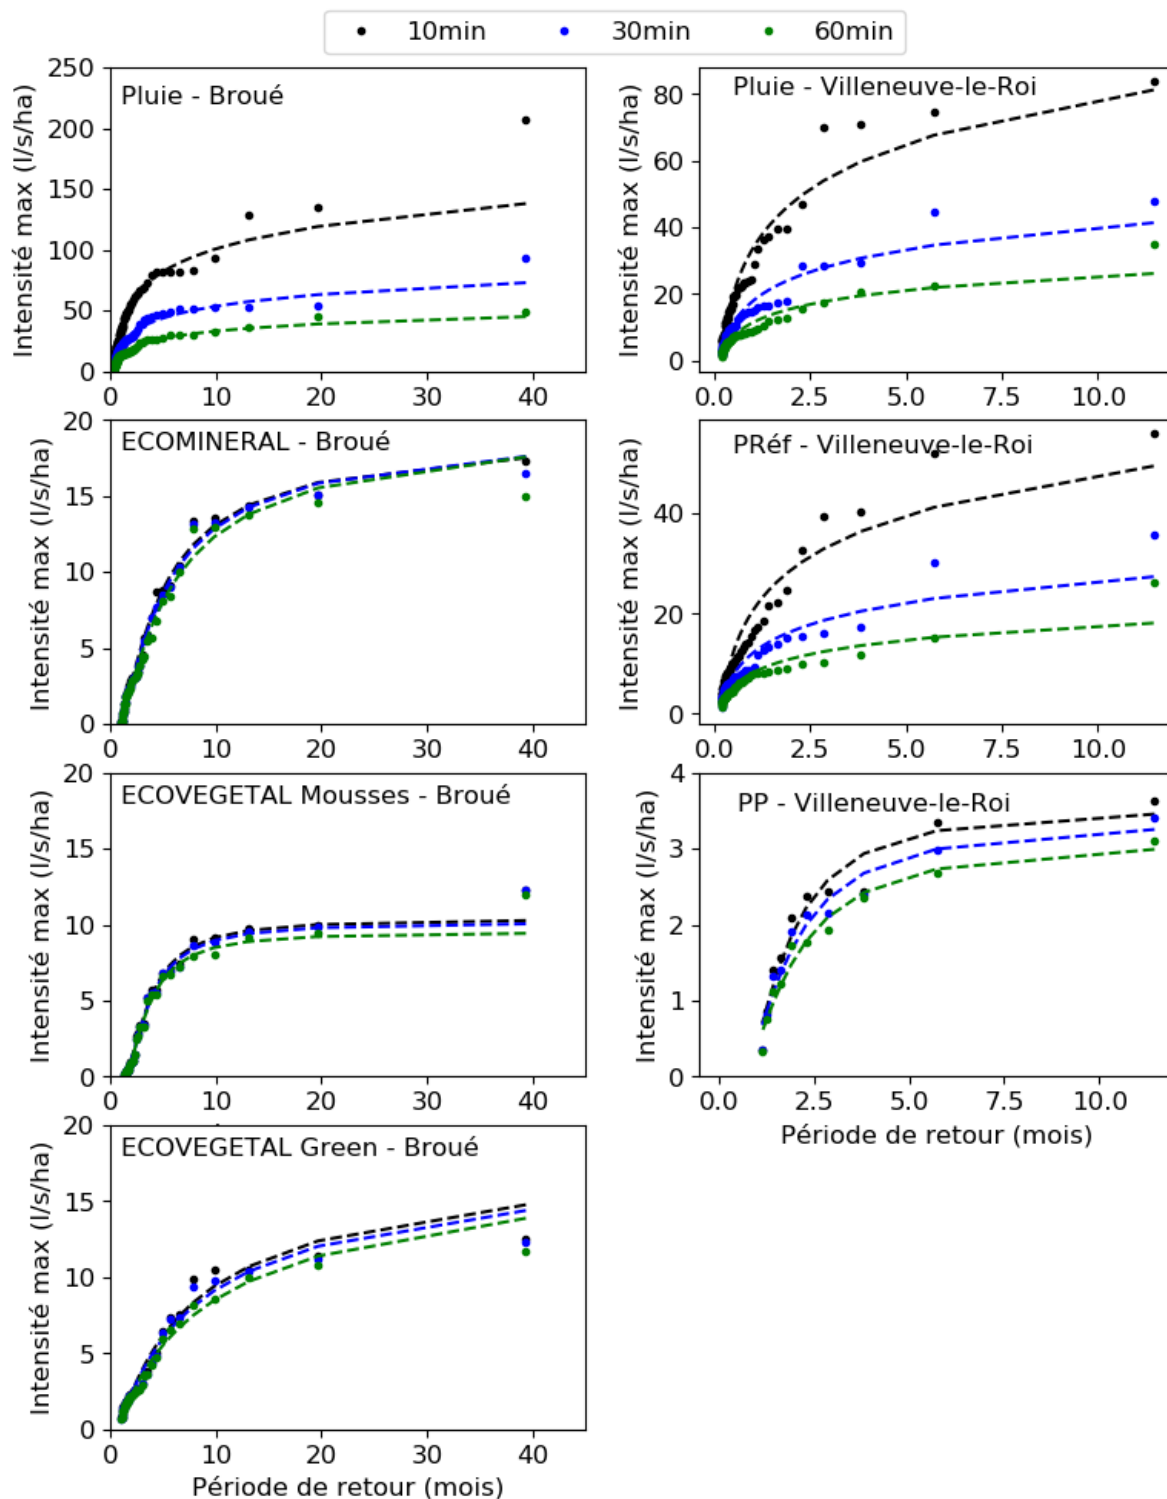 10min 30min 60min
Pluie - Broué
Intensité max (l/s/ha)
250
200
150
100
50
0
0 10 20 30 40
Pluie - Villeneuve-le-Roi
Intensité max (l/s/ha)
80
60
40
20
0
0.0 2.5 5.0 7.5 10.0
ECOMINERAL - Broué
Intensité max (l/s/ha)
20
15
10
5
0
0 10 20 30 40
PRéf - Villeneuve-le-Roi
Intensité max (l/s/ha)
40
20
0
0.0 2.5 5.0 7.5 10.0
ECOVEGETAL Mousses - Broué
Intensité max (l/s/ha)
20
15
10
5
0
0 10 20 30 40
PP - Villeneuve-le-Roi
Intensité max (l/s/ha)
4
3
2
1
0
0.0 2.5 5.0 7.5 10.0
Période de retour (mois)
ECOVEGETAL Green - Broué
Intensité max (l/s/ha)
20
15
10
5
0
0 10 20 30 40
Période de retour (mois)